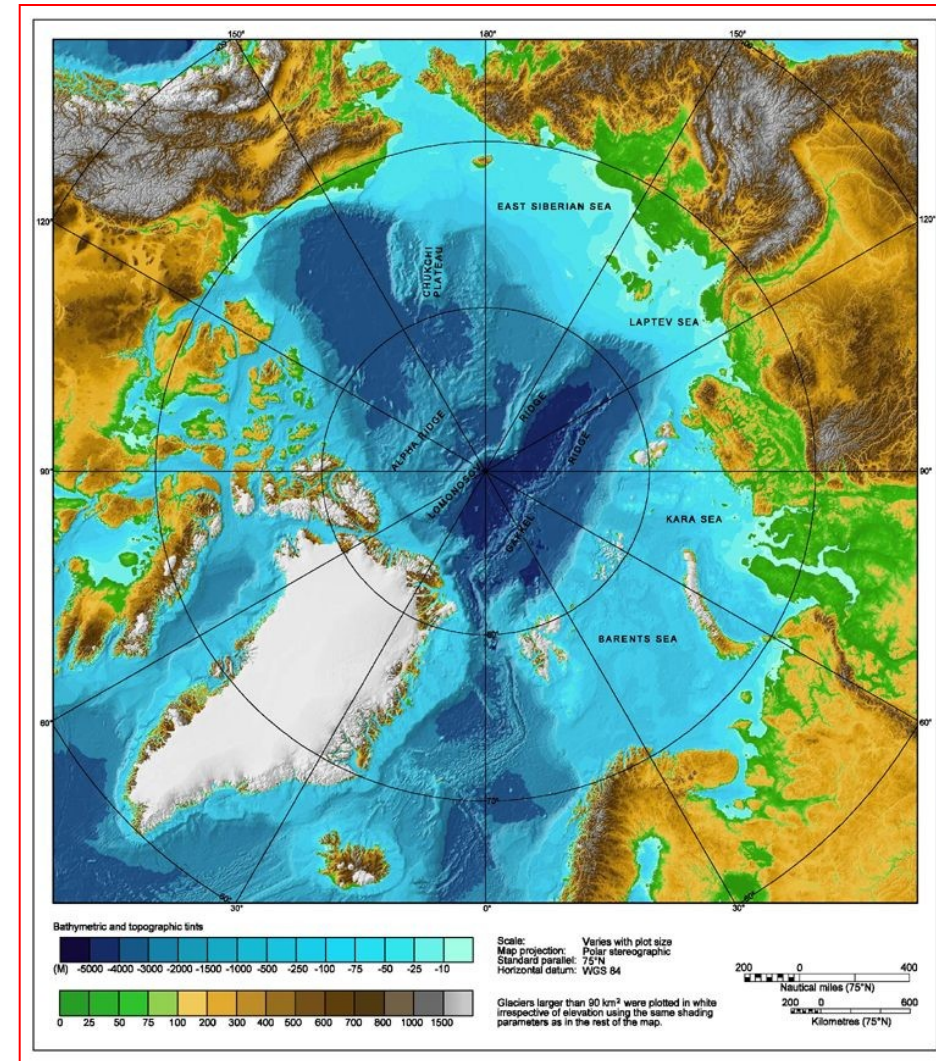 150° 180° 150°
EAST SIBERIAN SEA
120° 120°
CHUKCHI
PLATEAU
LAPTEV SEA
ALPHA RIDGE
LOMONOSOV RIDGE
GAKKEL RIDGE
90° 90°
KARA SEA
BARENTS SEA
60° 60°
30° 0° 30°
Bathymetric and topographic tints
(M) -5000 -4000 -3000 -2000 -1500 -1000 -500 -250 -100 -75 -50 -25 -10
0 25 50 75 100 200 300 400 500 600 700 800 1000 1500
Scale: Varies with plot size
Map projection: Polar stereographic
Standard parallel: 75°N
Horizontal datum: WGS 84
Glaciers larger than 90 km² were plotted in white
irrespective of elevation using the same shading
parameters as in the rest of the map.
200 0 400
Nautical miles (75°N)
200 0 600
Kilometres (75°N)